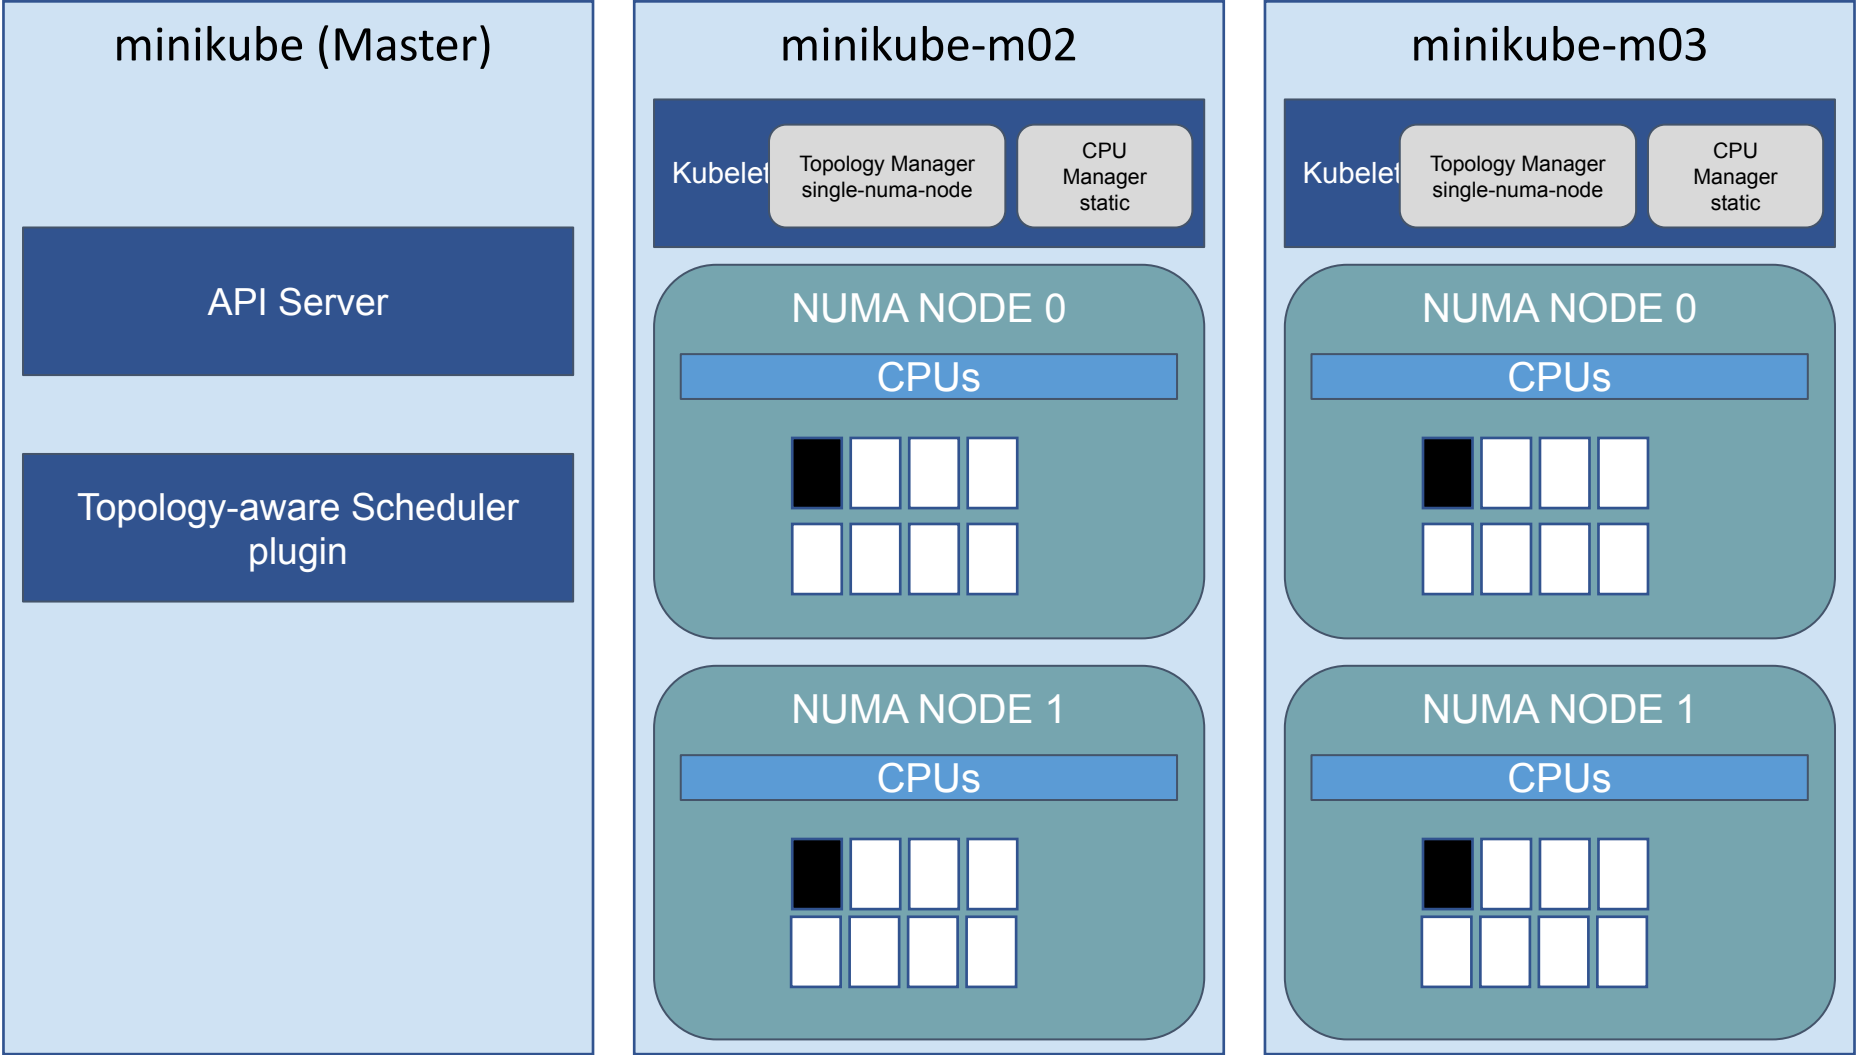 minikube (Master)
API Server
Topology-aware Scheduler
plugin
minikube-m02
Kubelet
Topology Manager
single-numa-node
CPU
Manager
static
NUMA NODE 0
CPUs
NUMA NODE 1
CPUs
minikube-m03
Kubelet
Topology Manager
single-numa-node
CPU
Manager
static
NUMA NODE 0
CPUs
NUMA NODE 1
CPUs